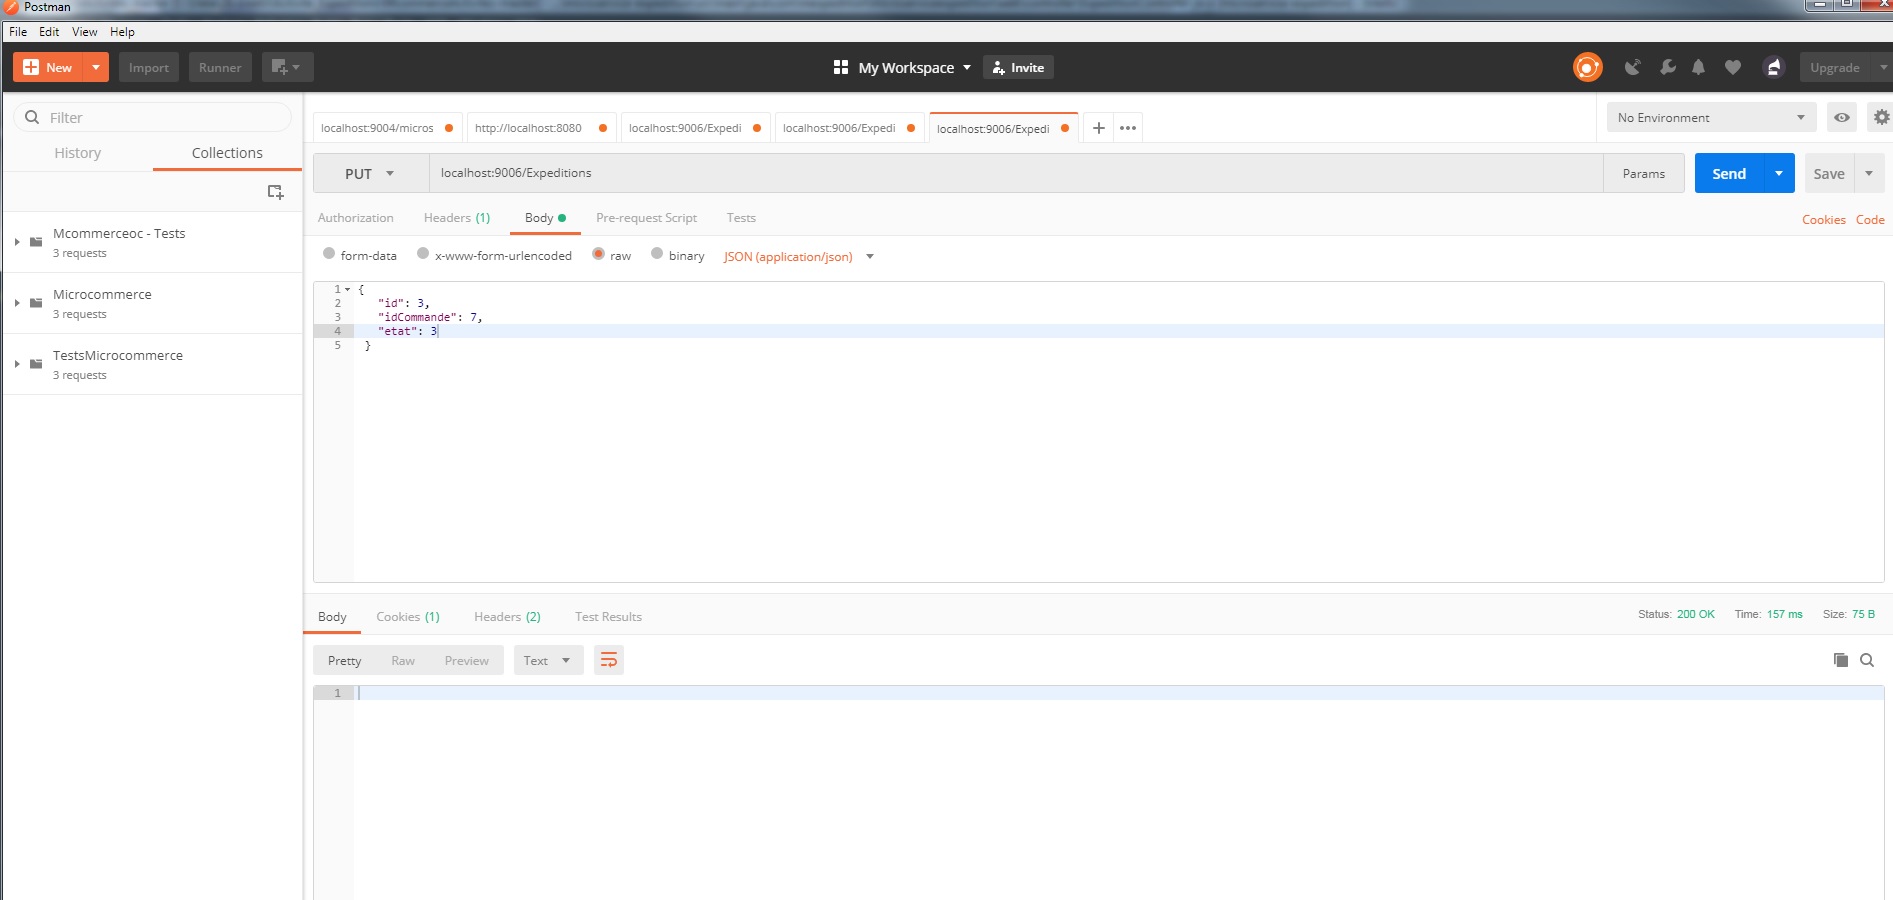 Postman
File Edit View Help
New Import Runner My Workspace Invite Upgrade
Filter
History Collections
Mcommerceoc - Tests
3 requests
Microcommerce
3 requests
TestsMicrocommerce
3 requests
localhost:9004/micros http://localhost:8080 localhost:9006/Expedi localhost:9006/Expedi localhost:9006/Expedi No Environment
PUT localhost:9006/Expeditions Params Send Save
Authorization Headers (1) Body Pre-request Script Tests Cookies Code
form-data x-www-form-urlencoded raw binary JSON (application/json)
1 {
2 "id": 3,
3 "idCommande": 7,
4 "etat": 3
5 }
Body Cookies (1) Headers (2) Test Results Status: 200 OK Time: 157 ms Size: 75 B
Pretty Raw Preview Text
1